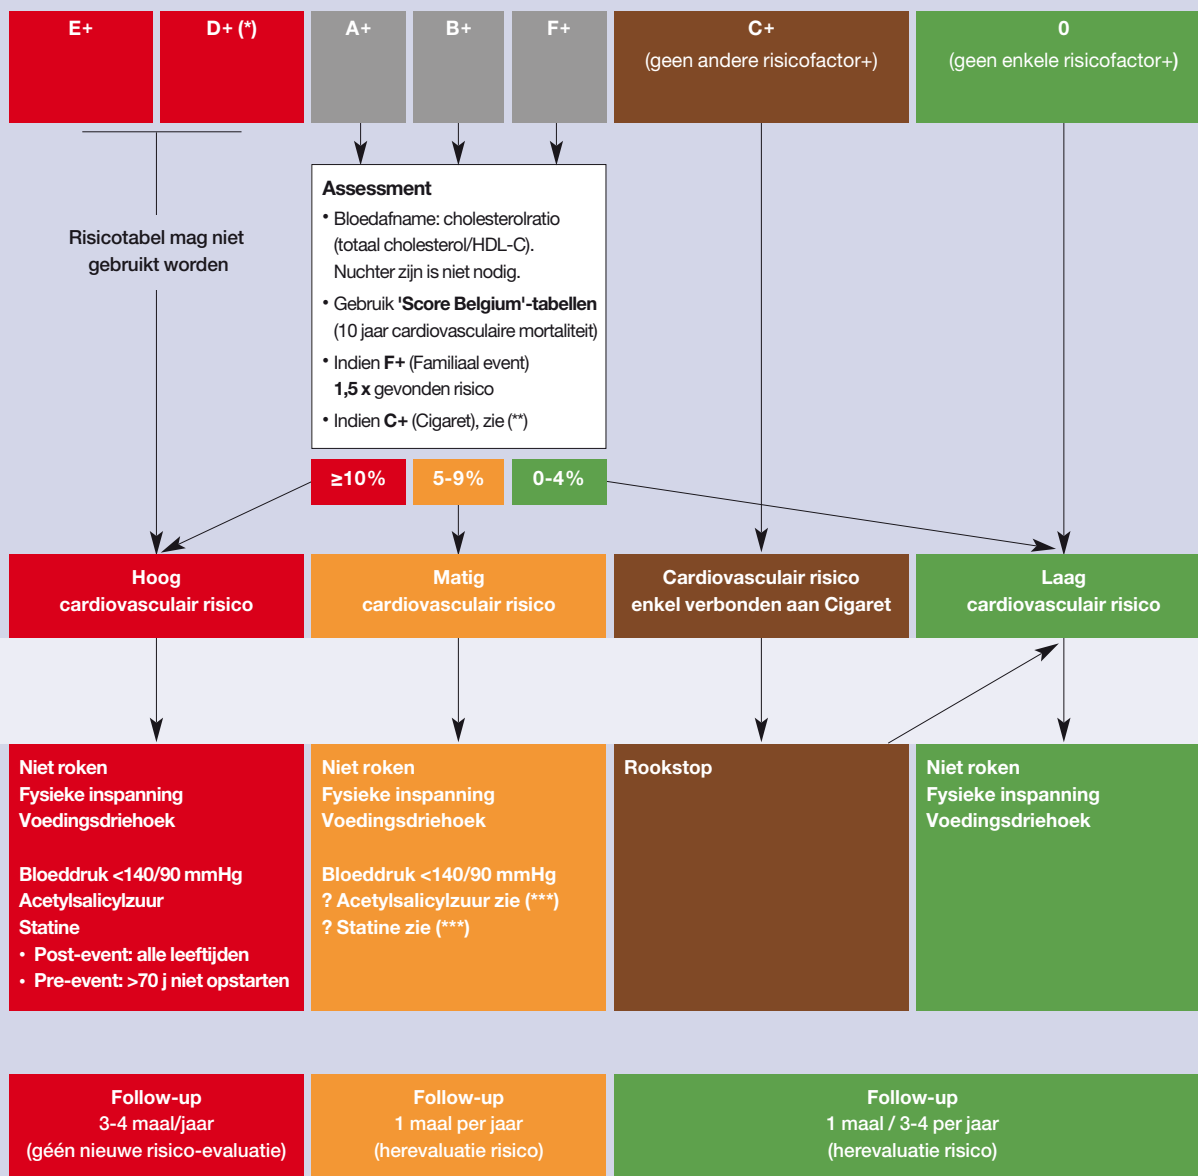 E+
D+ (*)
A+
B+
F+
C+
(geen andere risicofactor+)
0
(geen enkele risicofactor+)
Risicotabel mag niet
gebruikt worden
Assessment
• Bloedafname: cholesterolratio
(totaal cholesterol/HDL-C).
Nuchter zijn is niet nodig.
• Gebruik 'Score Belgium'-tabellen
(10 jaar cardiovasculaire mortaliteit)
• Indien F+ (Familiaal event)
1,5 x gevonden risico
• Indien C+ (Cigaret), zie (**)
≥10%
5-9%
0-4%
Hoog
cardiovasculair risico
Matig
cardiovasculair risico
Cardiovasculair risico
enkel verbonden aan Cigaret
Laag
cardiovasculair risico
Niet roken
Fysieke inspanning
Voedingsdriehoek
Bloeddruk <140/90 mmHg
Acetylsalicylzuur
Statine
• Post-event: alle leeftijden
• Pre-event: >70 j niet opstarten
Niet roken
Fysieke inspanning
Voedingsdriehoek
Bloeddruk <140/90 mmHg
? Acetylsalicylzuur zie (***)
? Statine zie (***)
Rookstop
Niet roken
Fysieke inspanning
Voedingsdriehoek
Follow-up
3-4 maal/jaar
(géén nieuwe risico-evaluatie)
Follow-up
1 maal per jaar
(herevaluatie risico)
Follow-up
1 maal / 3-4 per jaar
(herevaluatie risico)